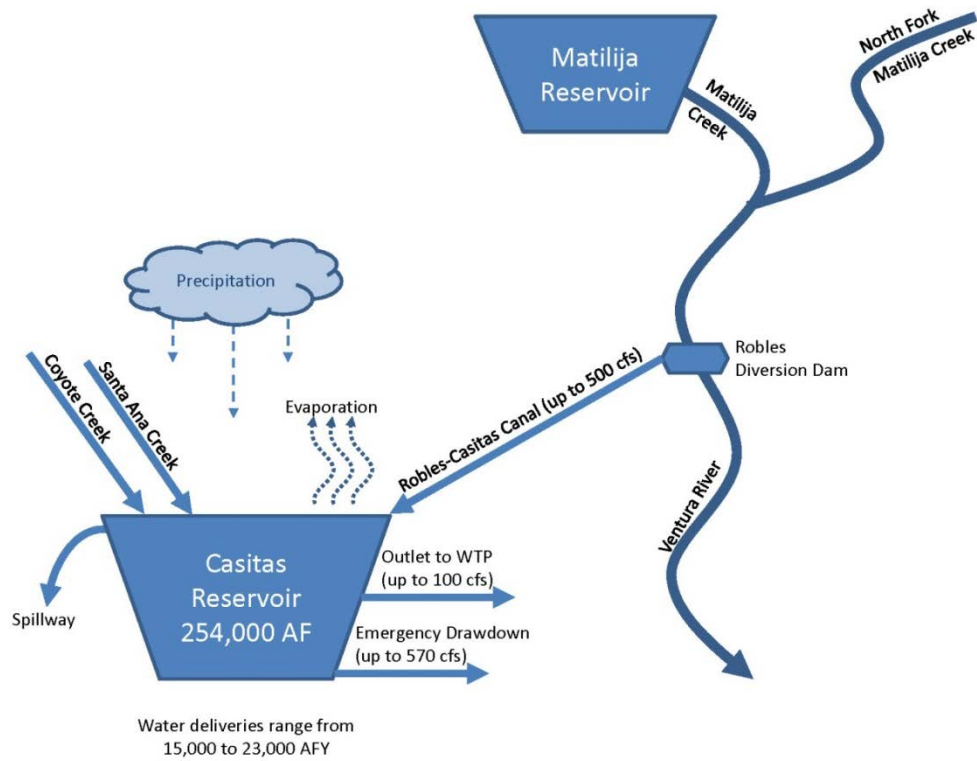 Matilija
Reservoir
Matilija
Creek
North Fork
Matilija Creek
Precipitation
Coyote Creek
Santa Ana Creek
Evaporation
Robles-Casitas Canal (up to 500 cfs)
Robles
Diversion Dam
Ventura River
Casitas
Reservoir
254,000 AF
Spillway
Outlet to WTP
(up to 100 cfs)
Emergency Drawdown
(up to 570 cfs)
Water deliveries range from
15,000 to 23,000 AFY